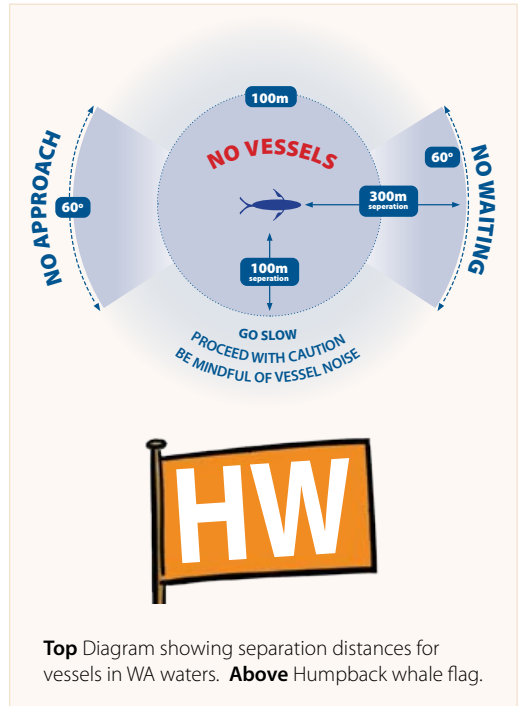 100m
NO VESSELS
NO APPROACH
60º
60º
NO WAITING
300m
seperation
100m
seperation
GO SLOW
PROCEED WITH CAUTION
BE MINDFUL OF VESSEL NOISE
HW
Top Diagram showing separation distances for
vessels in WA waters. Above Humpback whale flag.